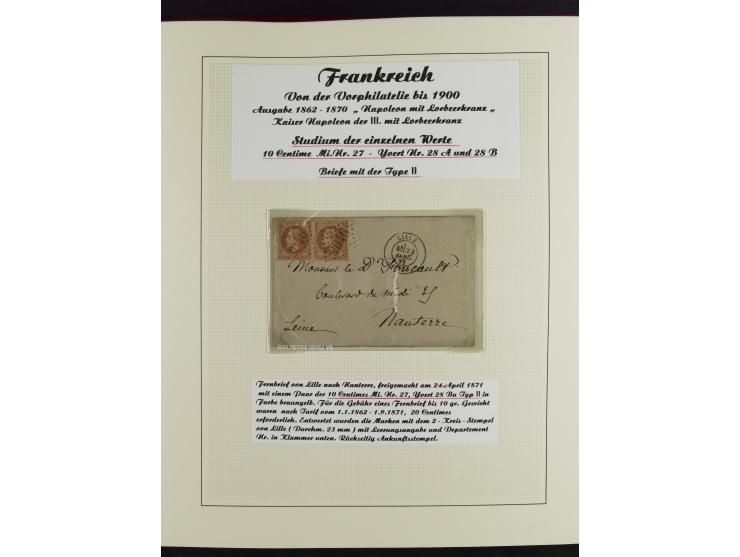 Frankreich
Von der Vorphilatelie bis 1900
Ausgabe 1862 - 1870 „ Napoleon mit Lorbeerkranz „
Kaiser Napoleon der III. mit Lorbeerkranz
Studium der einzelnen Werte
10 Centime Mi.Nr. 27 - Yvert Nr. 28 A und 28 B
Briefe mit der Type II
LILLE
Monsieur le Dr Foucault
boulevard du midi 25
Seine Nanterre
Fernbrief von Lille nach Nanterre, freigemacht am 24.April 1871
mit einem Paar der 10 Centimes Mi. Nr. 27, Yvert 28 Ba Typ II in
Farbe braungelb. Für die Gebühr eines Fernbrief bis 10 gr. Gewicht
waren nach Tarif vom 1.1.1862 - 1.9.1871, 20 Centimes
erforderlich. Entwertet wurden die Marken mit dem 2 - Kreis - Stempel
von Lille ( Durchm. 23 mm ) mit Leerungsangabe und Departement
Nr. in Klammer unten. Rückseitig Ankunftsstempel.